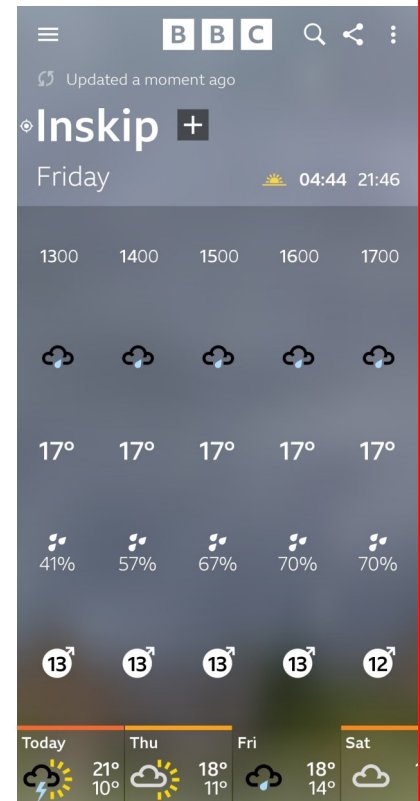 BBC
Updated a moment ago
Inskip +
Friday 04:44 21:46
1300 1400 1500 1600 1700
17° 17° 17° 17° 17°
41% 57% 67% 70% 70%
13 13 13 13 12
Today Thu Fri Sat
21° 18° 18°
10° 11° 14°